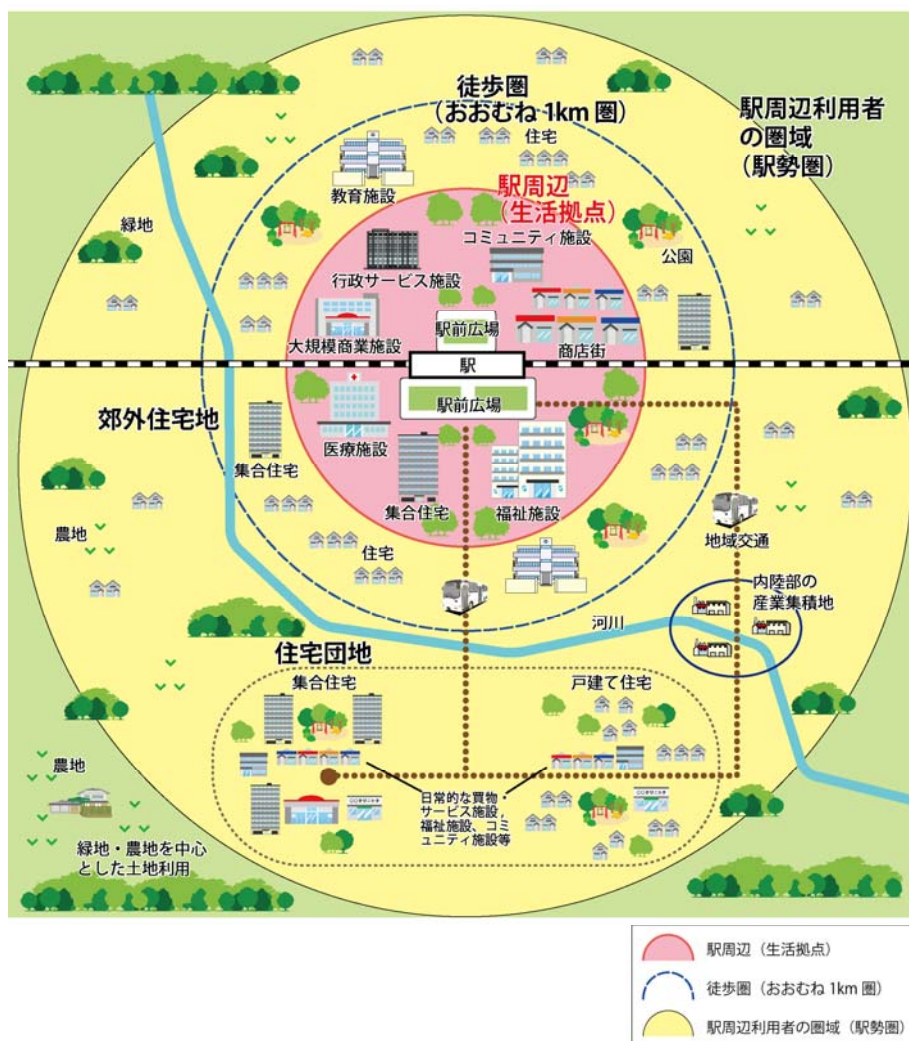 徒歩圏
(おおむね 1km 圏)
住宅
駅周辺利用者
の圏域
(駅勢圏)
教育施設
駅周辺
(生活拠点)
コミュニティ施設
緑地
公園
行政サービス施設
駅前広場
大規模商業施設
商店街
駅
駅前広場
郊外住宅地
医療施設
集合住宅
集合住宅
福祉施設
農地
住宅
地域交通
内陸部の
産業集積地
河川
住宅団地
集合住宅
戸建て住宅
農地
日常的な買物・
サービス施設,
福祉施設、コミ
ュニティ施設等
緑地・農地を中心
とした土地利用
駅周辺(生活拠点)
徒歩圏(おおむね 1km 圏)
駅周辺利用者の圏域(駅勢圏)